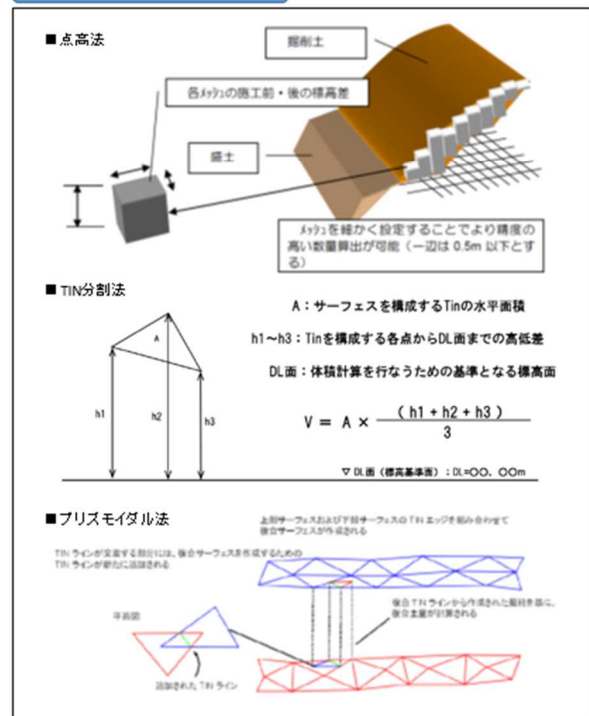 ■点高法
掘削土
各メッシュの施工前・後の標高差
盛土
メッシュを細かく設定することでより精度の
高い数量算出が可能（一辺は 0.5m 以下とす
る）
■TIN分割法
A：サーフェスを構成するTinの水平面積
h1～h3：Tinを構成する各点からDL面までの高低差
DL面：体積計算を行なうための基準となる標高面
A
h1
h2
h3
V ＝ A × (h1＋h2＋h3) / 3
▽ DL面（標高基準面）：DL=〇〇．〇〇m
■プリズモイダル法
上部サーフェスおよび下部サーフェスの TIN エッジを組み合わせて
複合サーフェスが作成される
TIN ラインが交差する部分には、複合サーフェスを作成するための
TIN ラインが新たに追加される
平面図
複合 TIN ラインから作成された
複合土量が計算される
追加された TIN ライン